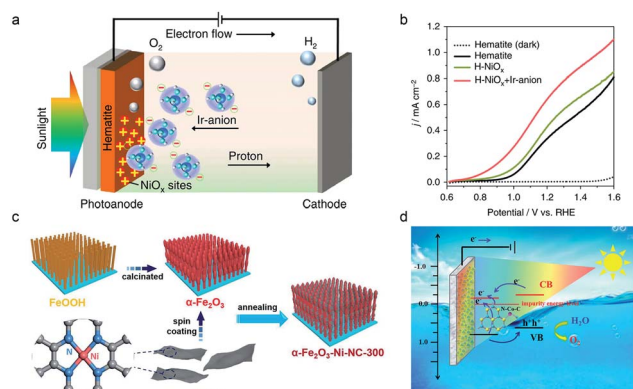 a
Electron flow
O₂
H₂
Sunlight
Hematite
Ir-anion
Proton
NiOₓ sites
Photoanode
Cathode
b
j / mA cm⁻²
1.2
1.0
0.8
0.6
0.4
0.2
0.0
Hematite (dark)
Hematite
H-NiOₓ
H-NiOₓ+Ir-anion
0.6
0.8
1.0
1.2
1.4
1.6
Potential / V vs. RHE
c
FeOOH
calcinated
α-Fe₂O₃
spin
coating
annealing
α-Fe₂O₃-Ni-NC-300
N
Ni
d
e⁻
-1.0
0.0
1.0
e⁻
e⁻
e⁻
CB
impurity energy
N-Co-C
h⁺h⁺
VB
H₂O
O₂